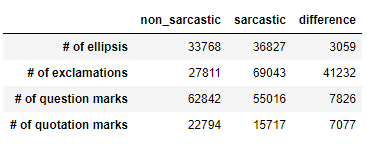 non_sarcastic sarcastic difference
# of ellipsis 33768 36827 3059
# of exclamations 27811 69043 41232
# of question marks 62842 55016 7826
# of quotation marks 22794 15717 7077